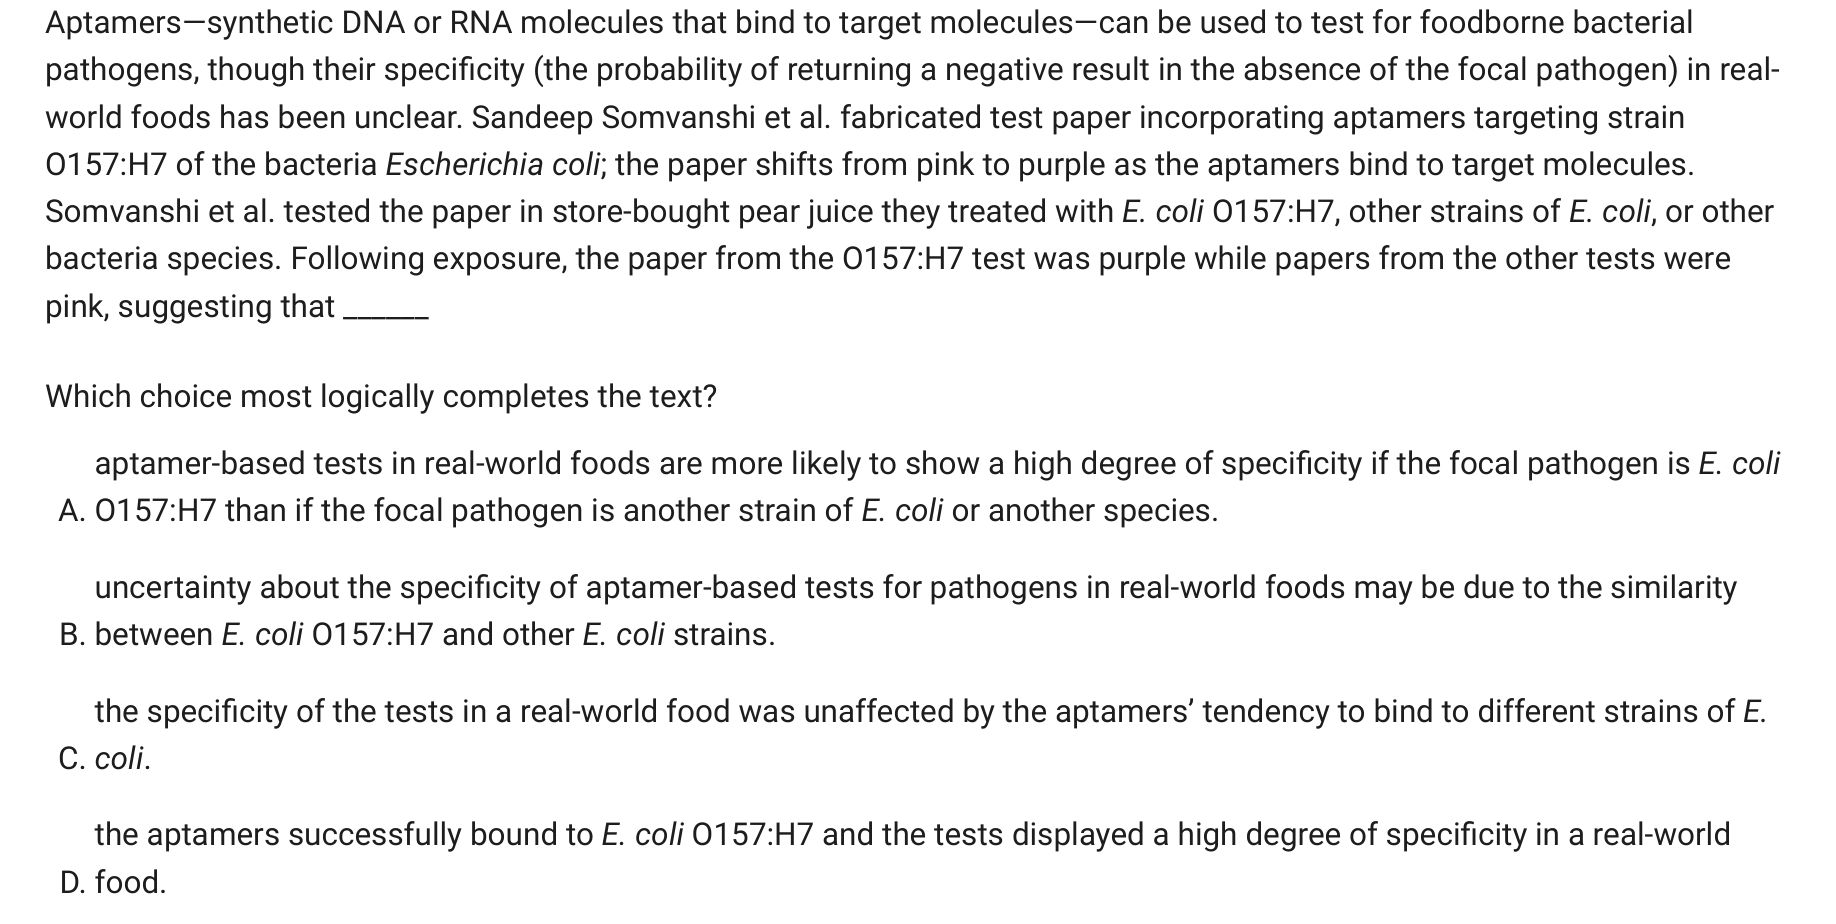 Aptamers—synthetic DNA or RNA molecules that bind to target molecules—can be used to test for foodborne bacterial
pathogens, though their specificity (the probability of returning a negative result in the absence of the focal pathogen) in real-
world foods has been unclear. Sandeep Somvanshi et al. fabricated test paper incorporating aptamers targeting strain
O157:H7 of the bacteria Escherichia coli; the paper shifts from pink to purple as the aptamers bind to target molecules.
Somvanshi et al. tested the paper in store-bought pear juice they treated with E. coli O157:H7, other strains of E. coli, or other
bacteria species. Following exposure, the paper from the O157:H7 test was purple while papers from the other tests were
pink, suggesting that ______
Which choice most logically completes the text?
aptamer-based tests in real-world foods are more likely to show a high degree of specificity if the focal pathogen is E. coli
A. O157:H7 than if the focal pathogen is another strain of E. coli or another species.
uncertainty about the specificity of aptamer-based tests for pathogens in real-world foods may be due to the similarity
B. between E. coli O157:H7 and other E. coli strains.
the specificity of the tests in a real-world food was unaffected by the aptamers’ tendency to bind to different strains of E.
C. coli.
the aptamers successfully bound to E. coli O157:H7 and the tests displayed a high degree of specificity in a real-world
D. food.